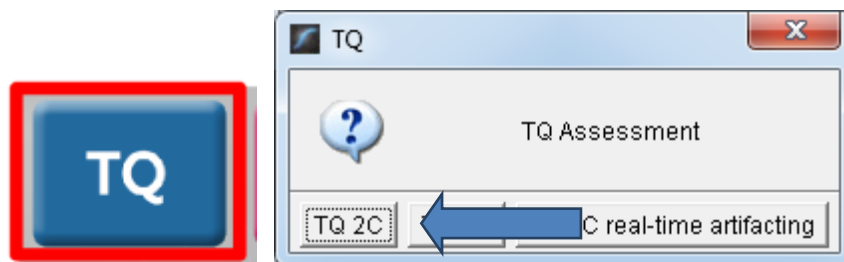 TQ
TQ
TQ Assessment
TQ 2C
C real-time artifacting